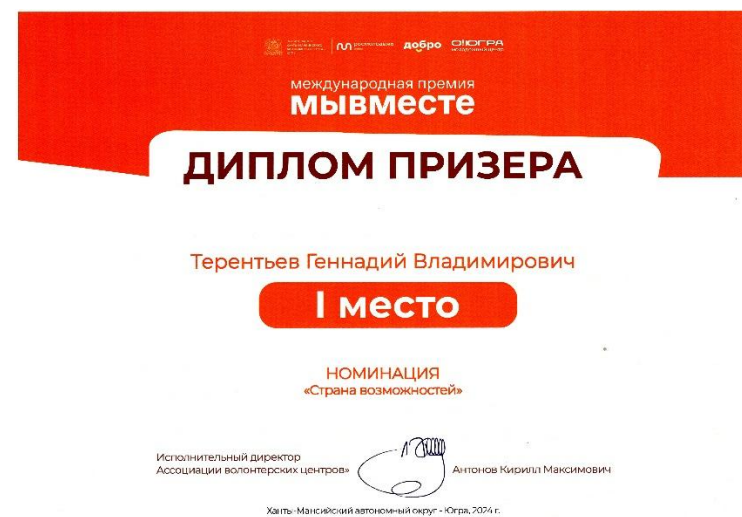 добро
международная премия
МЫВМЕСТЕ
ДИПЛОМ ПРИЗЕРА
Терентьев Геннадий Владимирович
I место
НОМИНАЦИЯ
«Страна возможностей»
Исполнительный директор
Ассоциации волонтерских центров»
Антонов Кирилл Максимович
Ханты-Мансийский автономный округ - Югра, 2024 г.